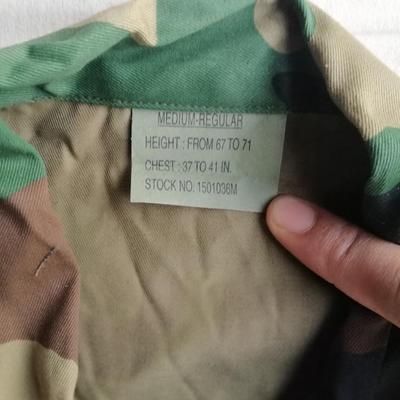 MEDIUM-REGULAR
HEIGHT : FROM 67 TO 71
CHEST : 37 TO 41 IN.
STOCK NO. 1501036M